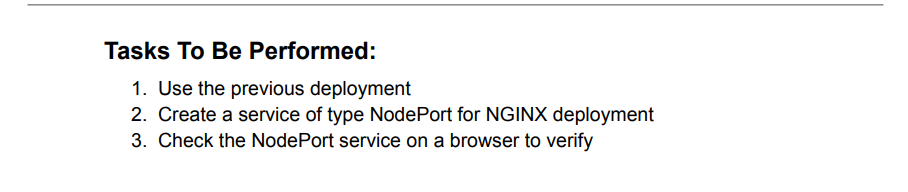 Tasks To Be Performed:
1. Use the previous deployment
2. Create a service of type NodePort for NGINX deployment
3. Check the NodePort service on a browser to verify